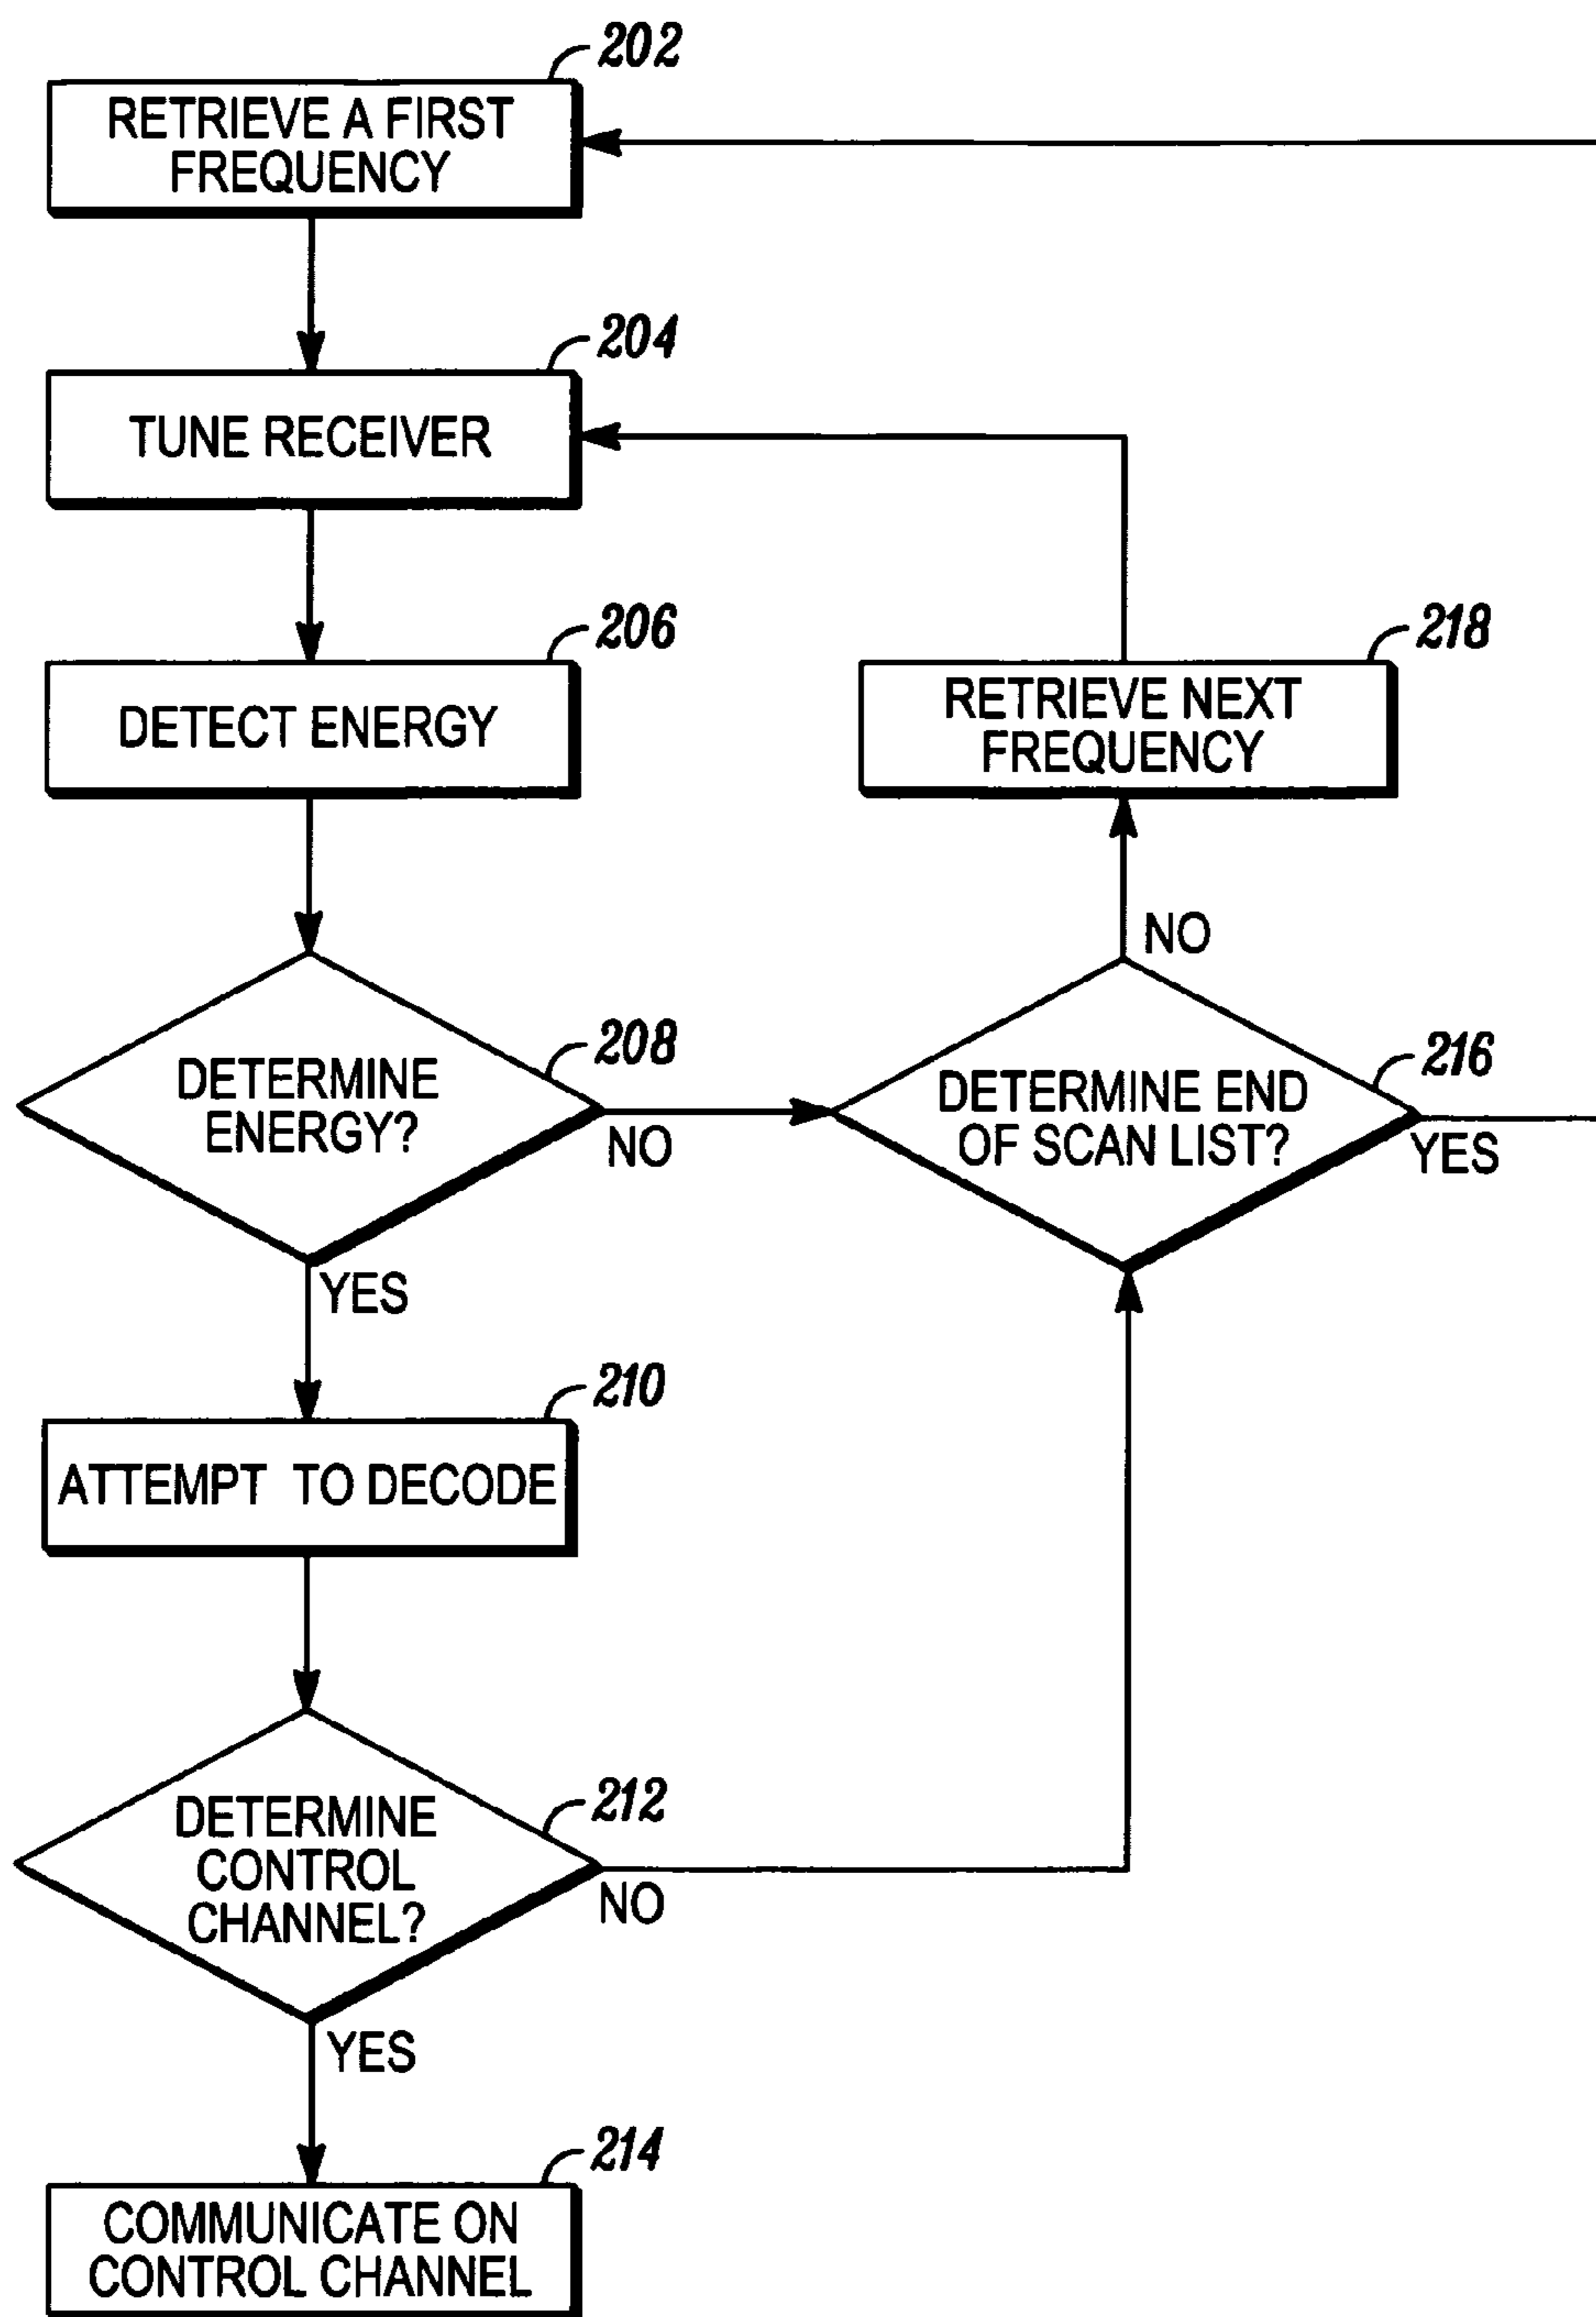 202
RETRIEVE A FIRST
FREQUENCY
204
TUNE RECEIVER
206
DETECT ENERGY
218
RETRIEVE NEXT
FREQUENCY
NO
208
DETERMINE
ENERGY?
NO
YES
216
DETERMINE END
OF SCAN LIST?
YES
210
ATTEMPT TO DECODE
212
DETERMINE
CONTROL
CHANNEL?
NO
YES
214
COMMUNICATE ON
CONTROL CHANNEL